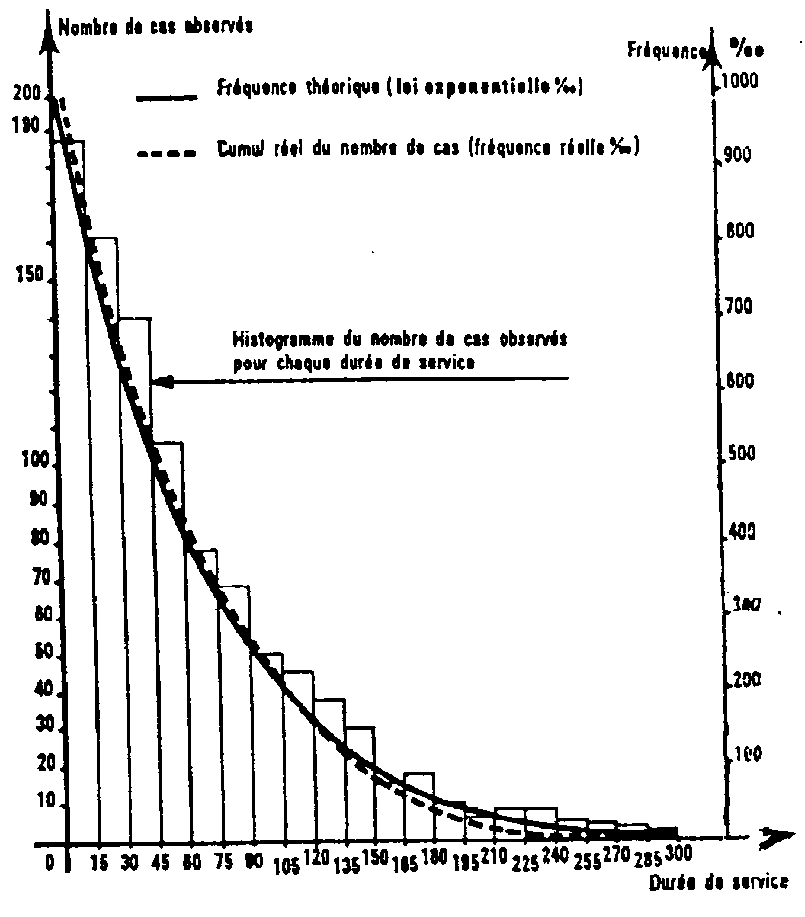 Nombre de cas observés
Fréquence ‰
Fréquence théorique (loi exponentielle ‰)
Cumul réel du nombre de cas (fréquence réelle ‰)
Histogramme du nombre de cas observés
pour chaque durée de service
200
190
150
100
90
80
70
60
50
40
30
20
10
1000
900
800
700
600
500
400
300
200
100
0 15 30 45 60 75 90 105 120 135 150 165 180 195 210 225 240 255 270 285 300
Durée de service